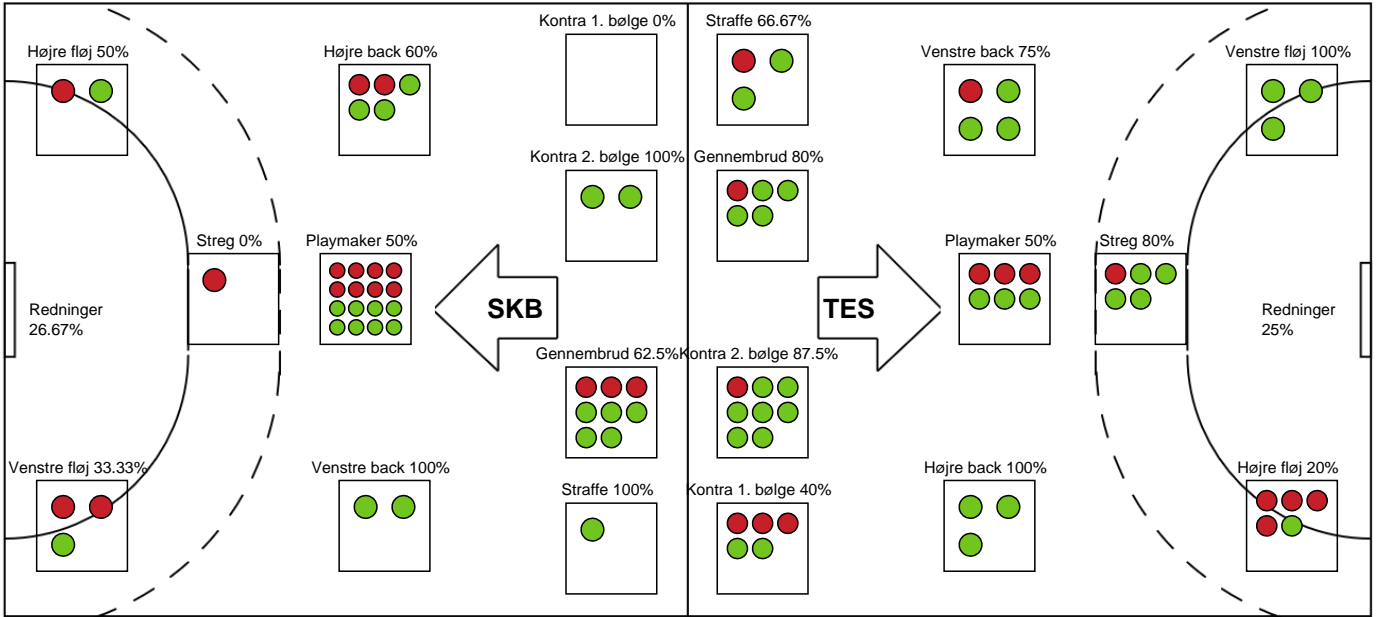 Kontra 1. bølge 0%
Straffe 66.67%
Højre fløj 50%
Højre back 60%
Venstre back 75%
Venstre fløj 100%
Kontra 2. bølge 100%
Gennembrud 80%
Streg 0%
Playmaker 50%
Playmaker 50%
Streg 80%
Redninger
26.67%
SKB
TES
Redninger
25%
Gennembrud 62.5%
Kontra 2. bølge 87.5%
Venstre fløj 33.33%
Venstre back 100%
Straffe 100%
Kontra 1. bølge 40%
Højre back 100%
Højre fløj 20%